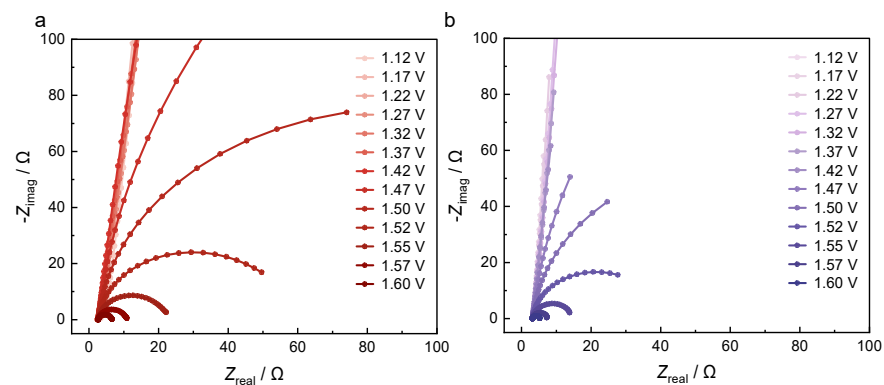 a
100
80
60
40
20
0
-Zimag / Ω
0 20 40 60 80 100
Zreal / Ω
1.12 V
1.17 V
1.22 V
1.27 V
1.32 V
1.37 V
1.42 V
1.47 V
1.50 V
1.52 V
1.55 V
1.57 V
1.60 V
b
100
80
60
40
20
0
-Zimag / Ω
0 20 40 60 80 100
Zreal / Ω
1.12 V
1.17 V
1.22 V
1.27 V
1.32 V
1.37 V
1.42 V
1.47 V
1.50 V
1.52 V
1.55 V
1.57 V
1.60 V